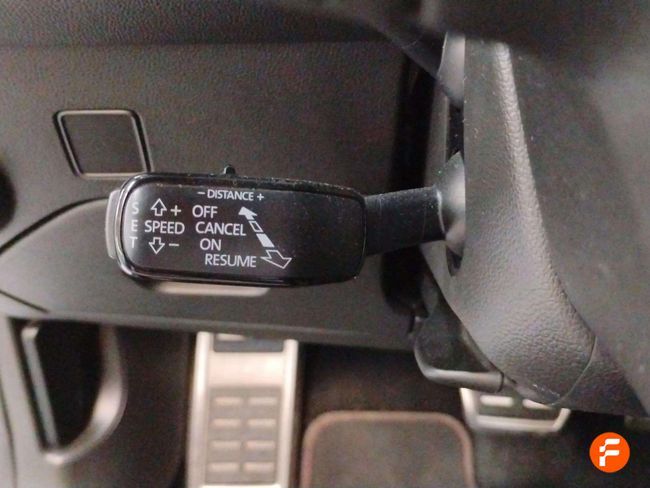 - DISTANCE +
S + OFF
E SPEED CANCEL
T - ON
RESUME
F